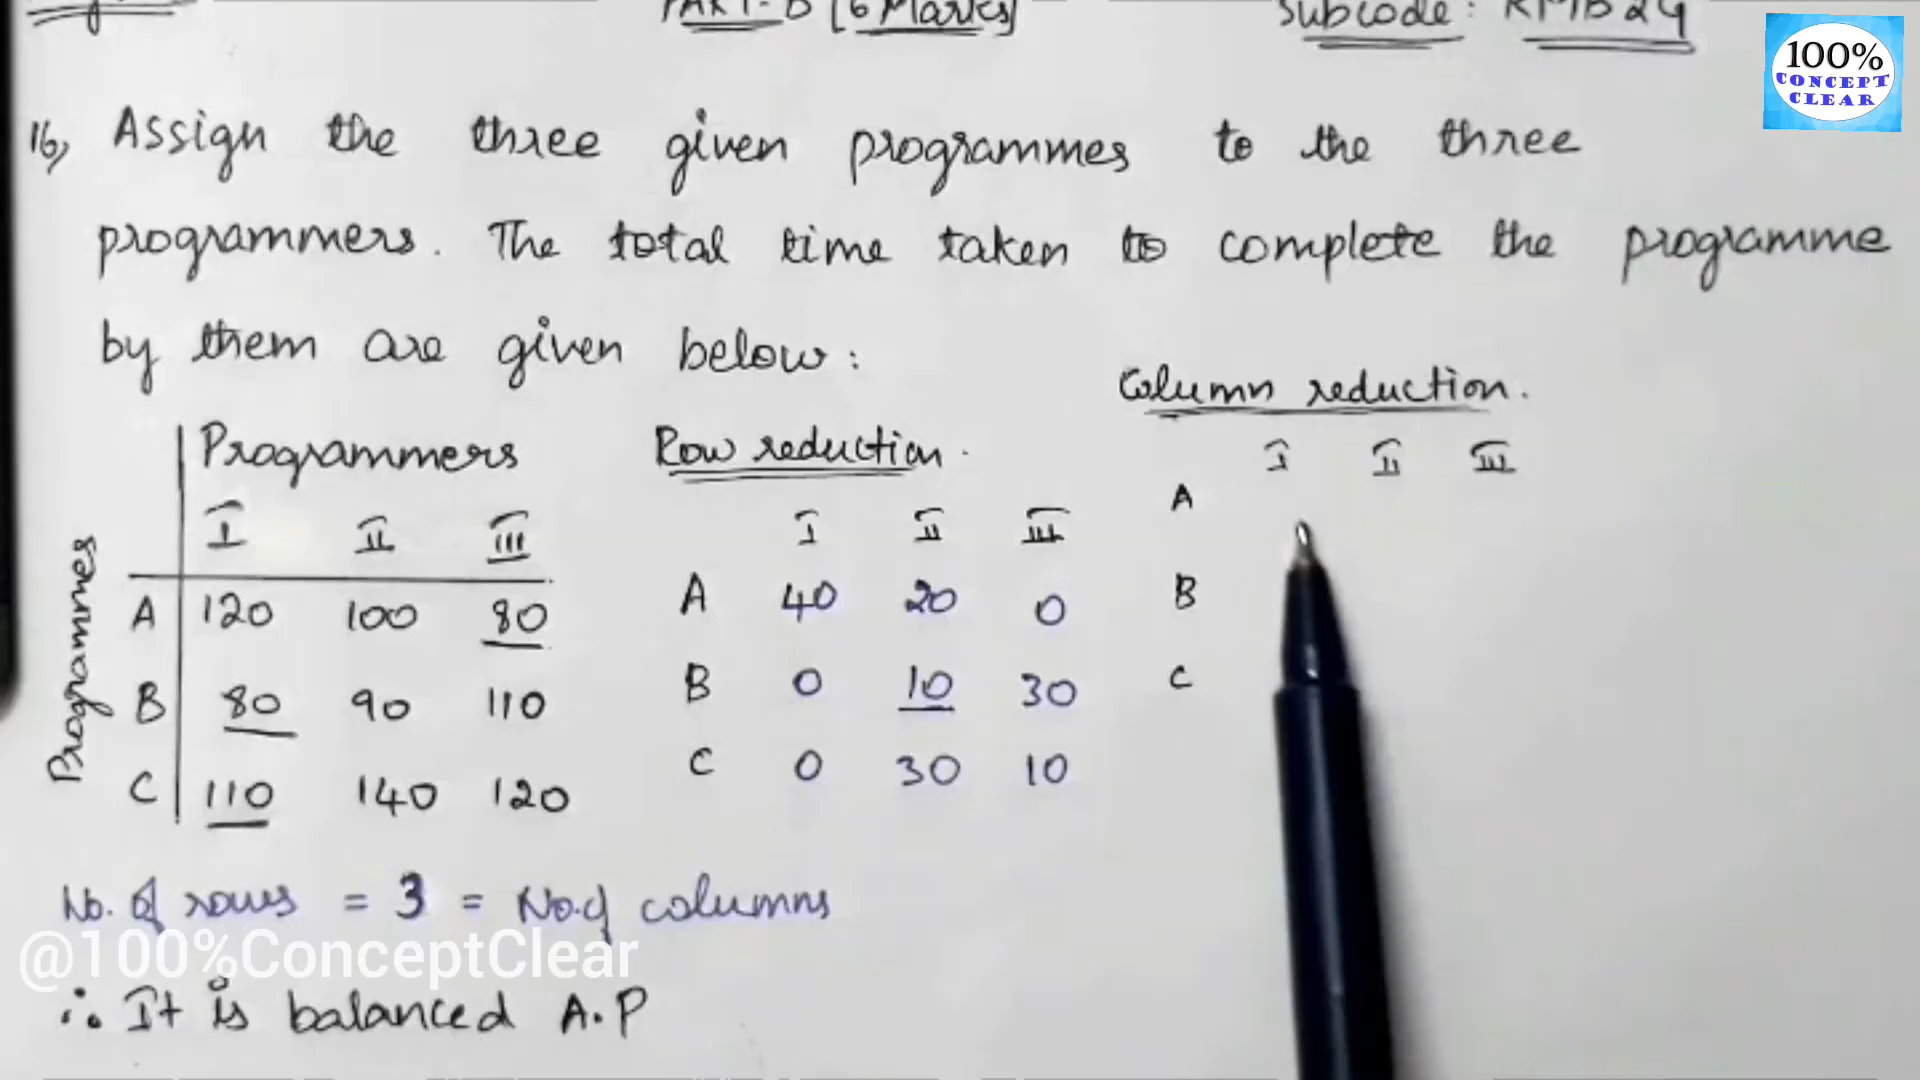 PART-B [6 Marks]
Subcode: RMB24
100%
CONCEPT
CLEAR
16, Assign the three given programmes to the three
programmers. The total time taken to complete the programme
by them are given below:
Column reduction.
Programmers
Row reduction.
I II III
I II III
I II III
A
Programmes
A 120 100 80
A 40 20 0
B
B 80 90 110
B 0 10 30
C
C 110 140 120
C 0 30 10
No. of rows = 3 = No. of columns
@100%ConceptClear
∴ It is balanced A.P